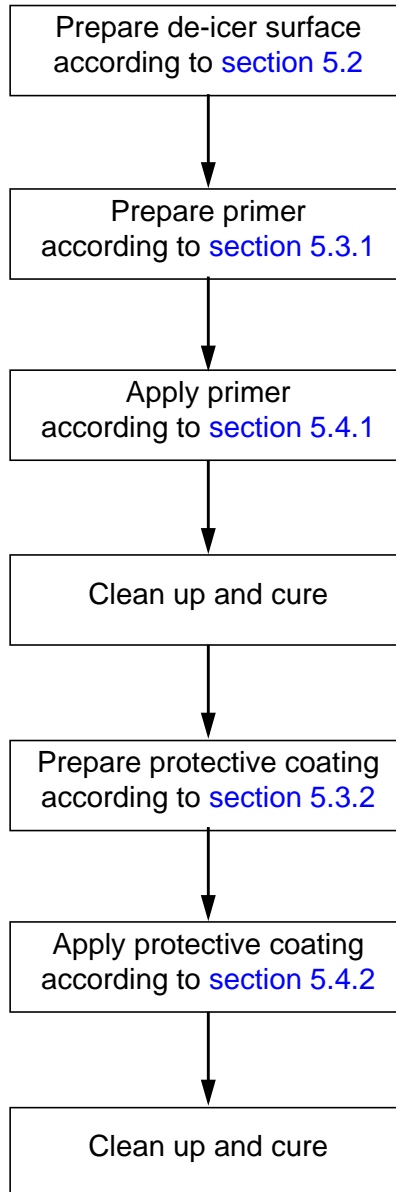 Prepare de-icer surface
according to section 5.2
Prepare primer
according to section 5.3.1
Apply primer
according to section 5.4.1
Clean up and cure
Prepare protective coating
according to section 5.3.2
Apply protective coating
according to section 5.4.2
Clean up and cure